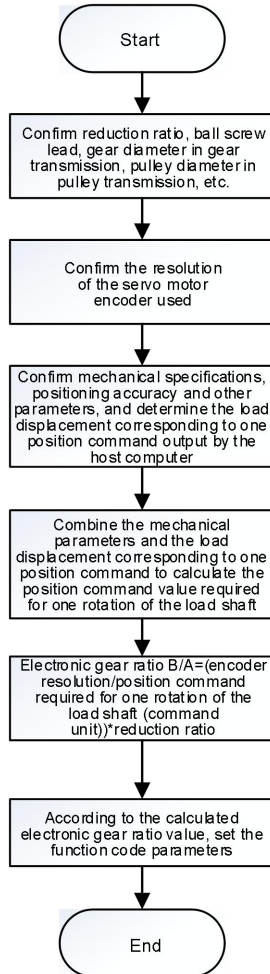 Start
Confirm reduction ratio, ball screw
lead, gear diameter in gear
transmission, pulley diameter in
pulley transmission, etc.
Confirm the resolution
of the servo motor
encoder used
Confirm mechanical specifications,
positioning accuracy and other
parameters, and determine the load
displacement corresponding to one
position command output by the
host computer
Combine the mechanical
parameters and the load
displacement corresponding to one
position command to calculate the
position command value required
for one rotation of the load shaft
Electronic gear ratio B/A=(encoder
resolution/position command
required for one rotation of the
load shaft (command
unit))*reduction ratio
According to the calculated
electronic gear ratio value, set the
function code parameters
End